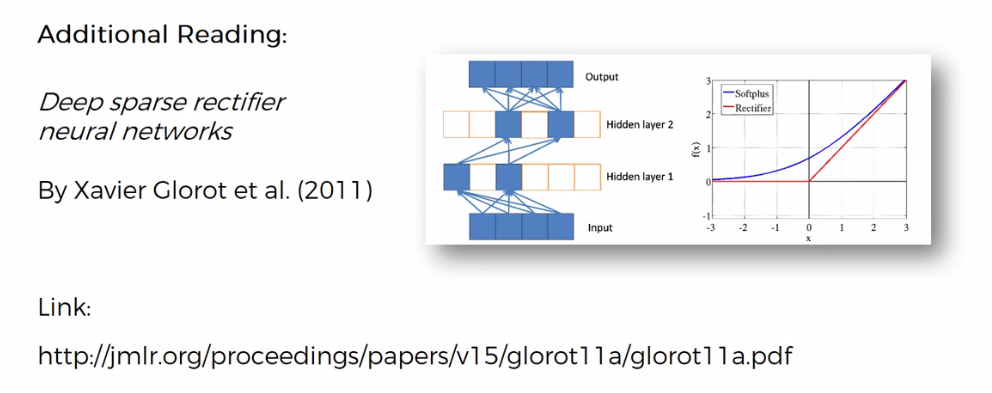 Additional Reading:
Deep sparse rectifier
neural networks
By Xavier Glorot et al. (2011)
Output
Hidden layer 2
Hidden layer 1
Input
Softplus
Rectifier
f(x)
3
2
1
0
-1
-3 -2 -1 0 1 2 3
x
Link:
http://jmlr.org/proceedings/papers/v15/glorot11a/glorot11a.pdf